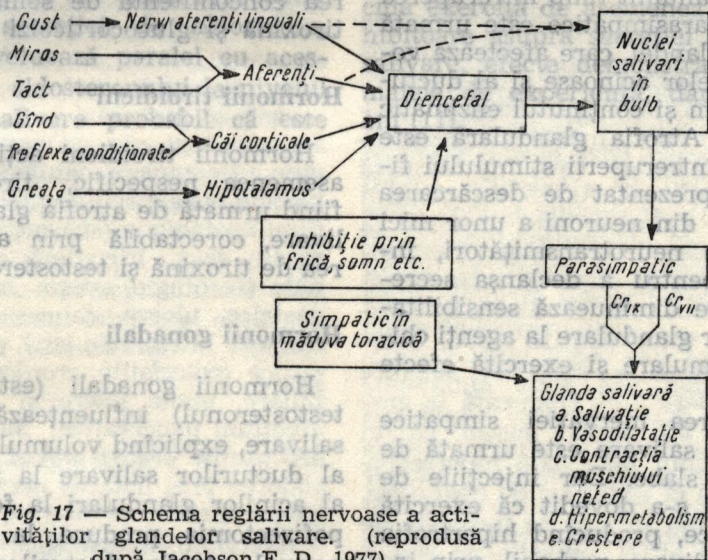 Gust
Nervi aferenți linguali
Miros
Tact
Aferenți
Gînd
Reflexe condiționate
Căi corticale
Greața
Hipotalamus
Diencefal
Nuclei
salivari
în
bulb
Inhibiție prin
frică, somn etc.
Simpatic în
măduva toracică
Parasimpatic
Cr IX
Cr VII
Glanda salivară
a. Salivație
b. Vasodilatație
c. Contracția
mușchiului
neted
d. Hipermetabolism
e. Creștere
Fig. 17 — Schema reglării nervoase a acti-
vităților glandelor salivare. (reprodusă
după Jacobson E. D. 1977)